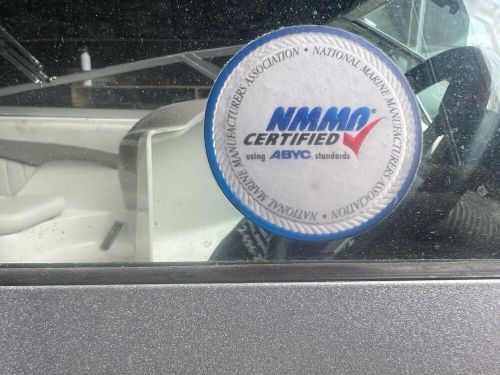 NATIONAL MARINE MANUFACTURERS ASSOCIATION •
NATIONAL MARINE MANUFACTURERS ASSOCIATION •
NMMA®
CERTIFIED
using ABYC. standards